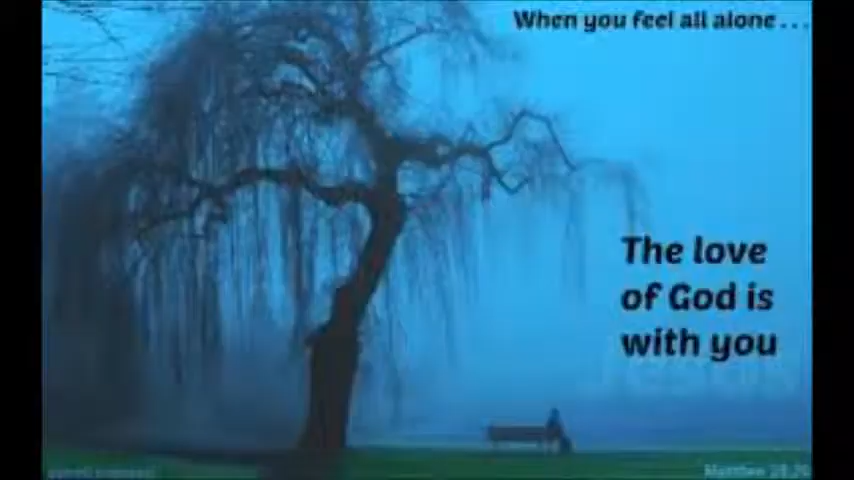 When you feel all alone . . .
The love
of God is
with you
Matthew 28:20